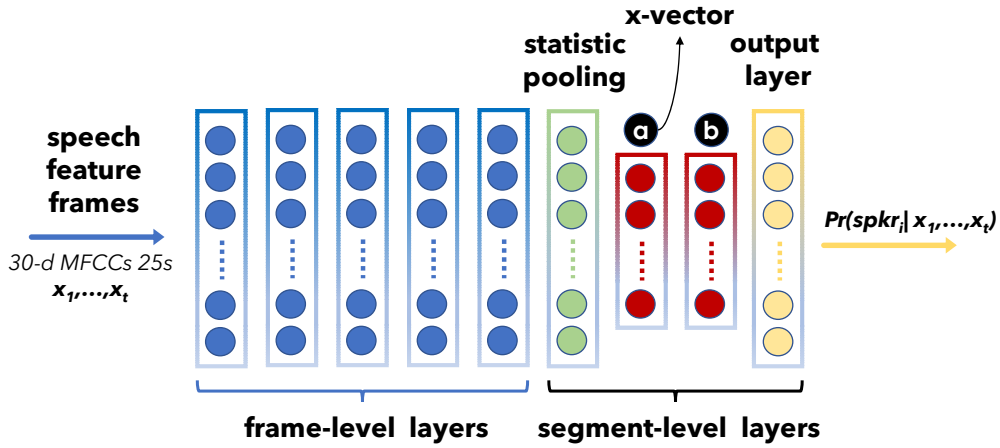 x-vector
statistic
pooling
output
layer
a
b
speech
feature
frames
30-d MFCCs 25s
x₁,...,xₜ
Pr(spkrᵢ| x₁,...,xₜ)
frame-level layers
segment-level layers